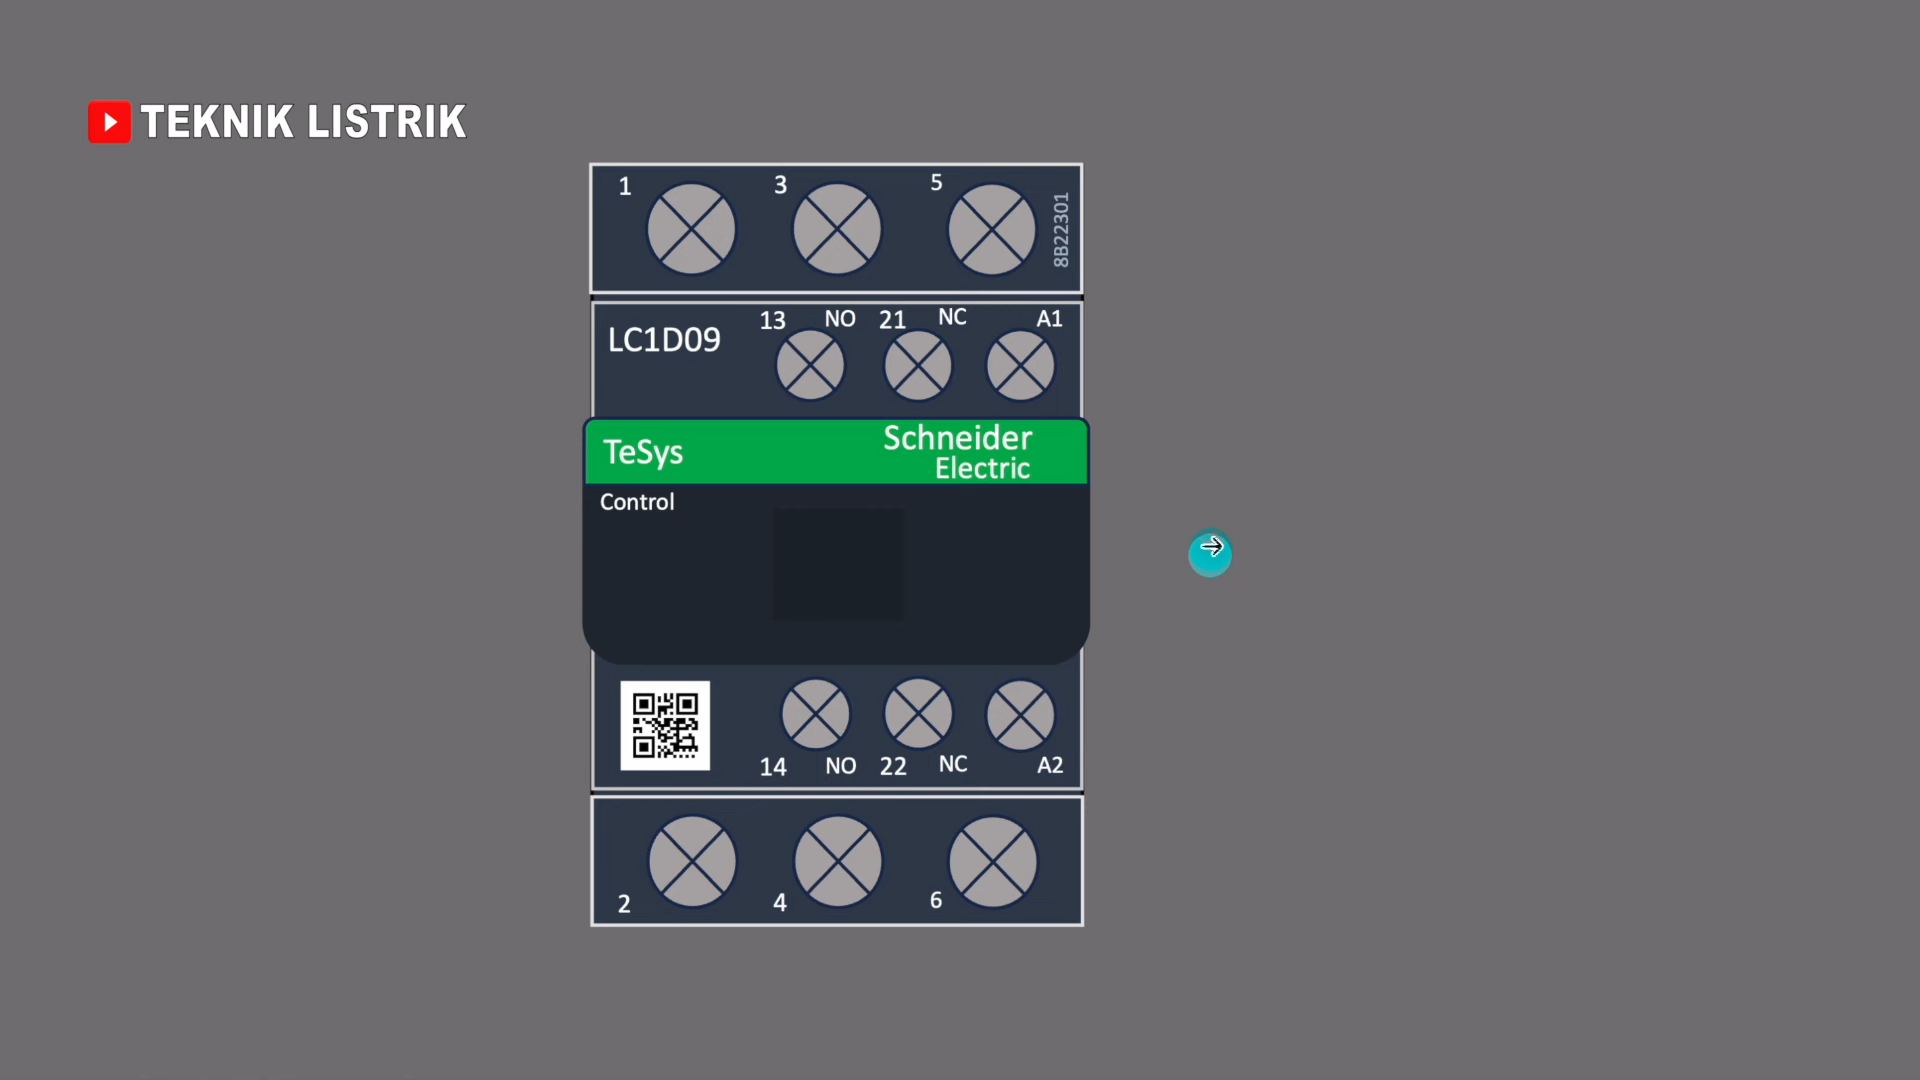 TEKNIK LISTRIK
1 3 5
8B22301
LC1D09
13 NO 21 NC A1
TeSys
Schneider
Electric
Control
14 NO 22 NC A2
2 4 6